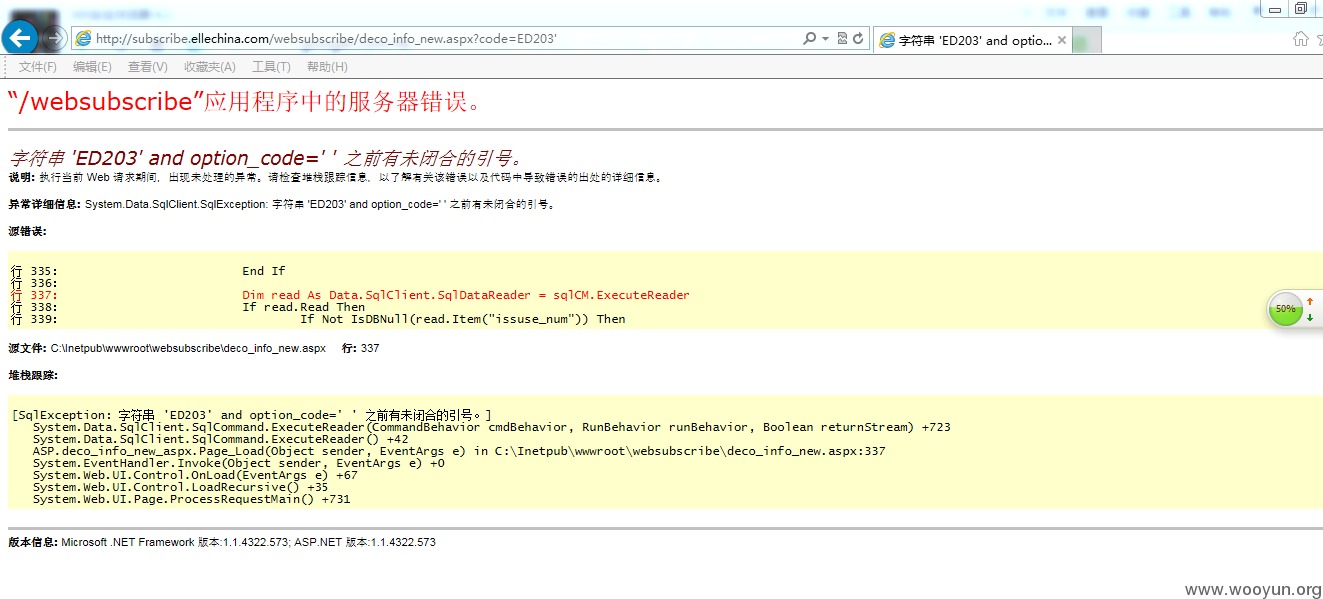 http://subscribe.ellechina.com/websubscribe/deco_info_new.aspx?code=ED203'
字符串 'ED203' and optio...
文件(F) 编辑(E) 查看(V) 收藏夹(A) 工具(T) 帮助(H)
“/websubscribe”应用程序中的服务器错误。
字符串 'ED203' and option_code=' ' 之前有未闭合的引号。
说明: 执行当前 Web 请求期间，出现未处理的异常。请检查堆栈跟踪信息，以了解有关该错误以及代码中导致错误的出处的详细信息。
异常详细信息: System.Data.SqlClient.SqlException: 字符串 'ED203' and option_code=' ' 之前有未闭合的引号。
源错误:
行 335: End If
行 336:
行 337: Dim read As Data.SqlClient.SqlDataReader = sqlCM.ExecuteReader
行 338: If read.Read Then
行 339: If Not IsDBNull(read.Item("issuse_num")) Then
50%
源文件: C:\Inetpub\wwwroot\websubscribe\deco_info_new.aspx 行: 337
堆栈跟踪:
[SqlException: 字符串 'ED203' and option_code=' ' 之前有未闭合的引号。]
System.Data.SqlClient.SqlCommand.ExecuteReader(CommandBehavior cmdBehavior, RunBehavior runBehavior, Boolean returnStream) +723
System.Data.SqlClient.SqlCommand.ExecuteReader() +42
ASP.deco_info_new_aspx.Page_Load(Object sender, EventArgs e) in C:\Inetpub\wwwroot\websubscribe\deco_info_new.aspx:337
System.EventHandler.Invoke(Object sender, EventArgs e) +0
System.Web.UI.Control.OnLoad(EventArgs e) +67
System.Web.UI.Control.LoadRecursive() +35
System.Web.UI.Page.ProcessRequestMain() +731
版本信息: Microsoft .NET Framework 版本:1.1.4322.573; ASP.NET 版本:1.1.4322.573
www.wooyun.org